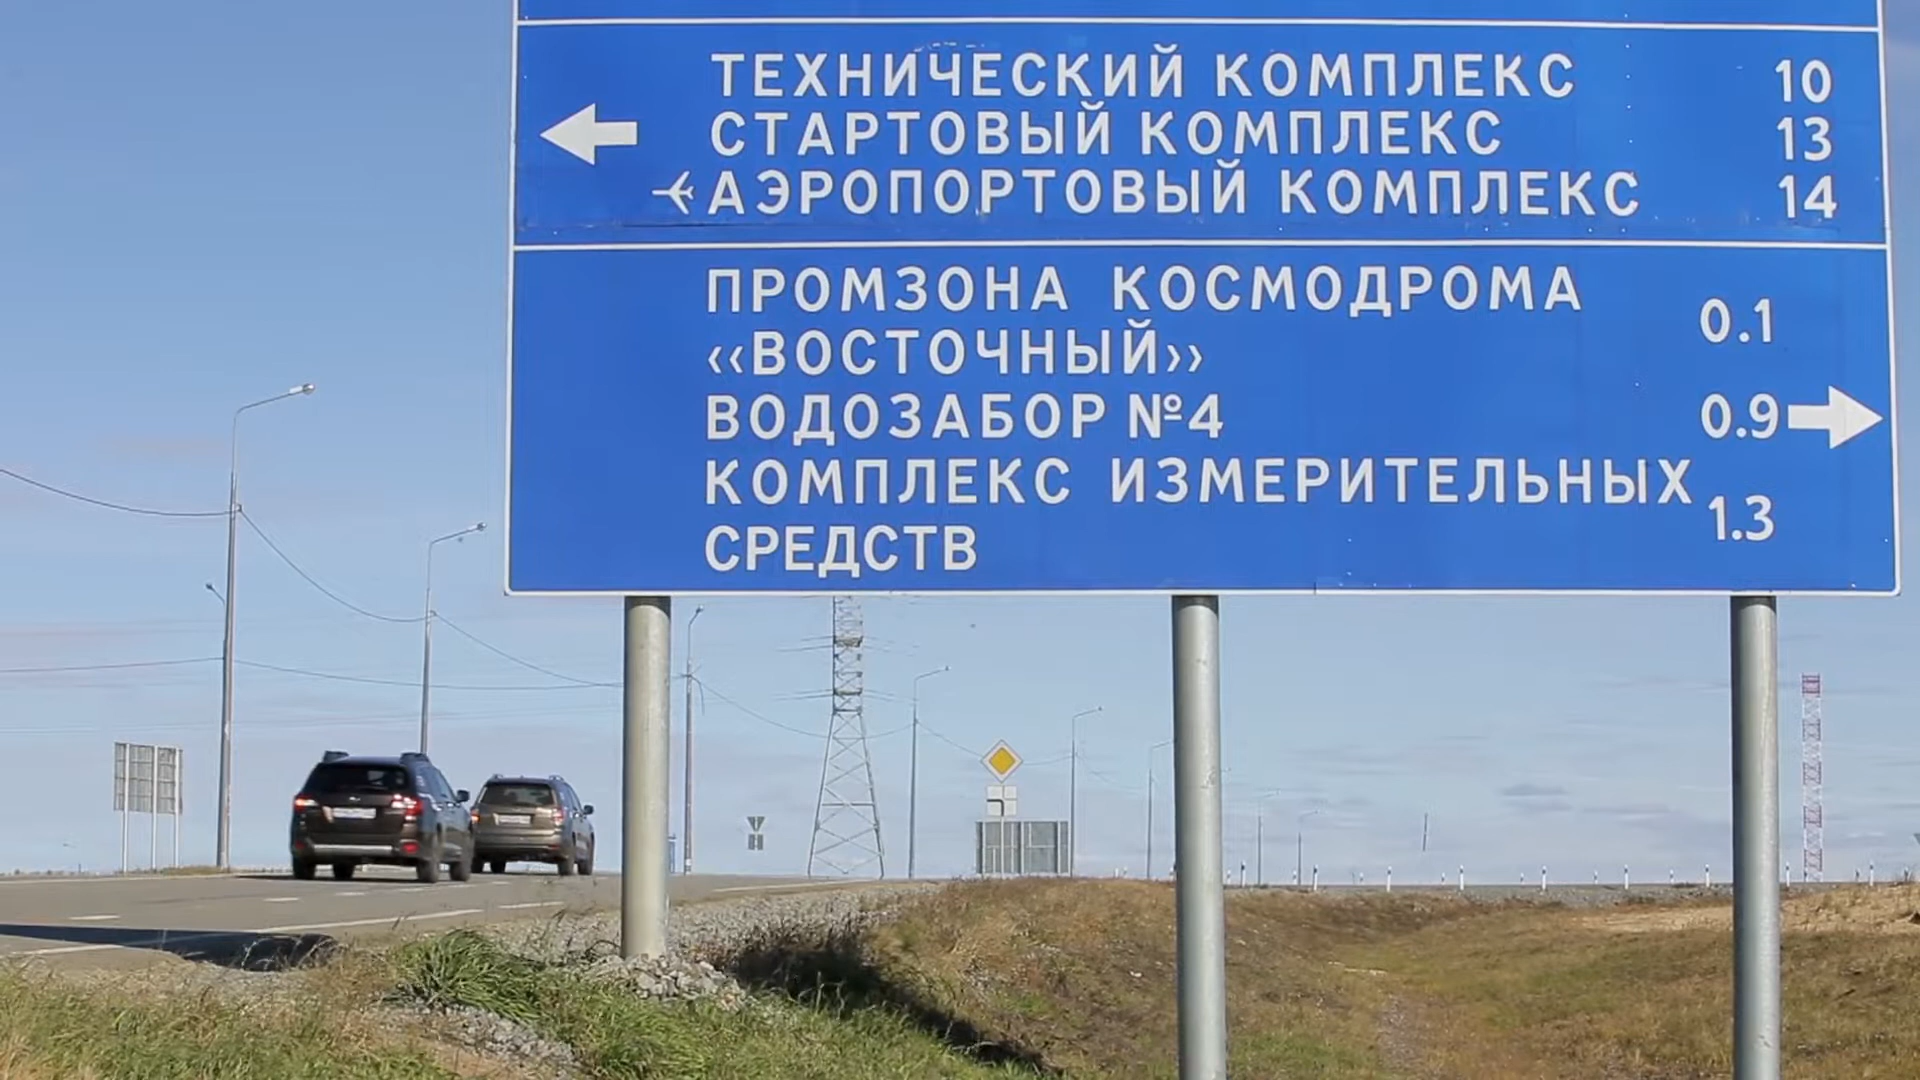 ТЕХНИЧЕСКИЙ КОМПЛЕКС 10
СТАРТОВЫЙ КОМПЛЕКС 13
АЭРОПОРТОВЫЙ КОМПЛЕКС 14
ПРОМЗОНА КОСМОДРОМА
«ВОСТОЧНЫЙ» 0.1
ВОДОЗАБОР №4 0.9
КОМПЛЕКС ИЗМЕРИТЕЛЬНЫХ
СРЕДСТВ 1.3